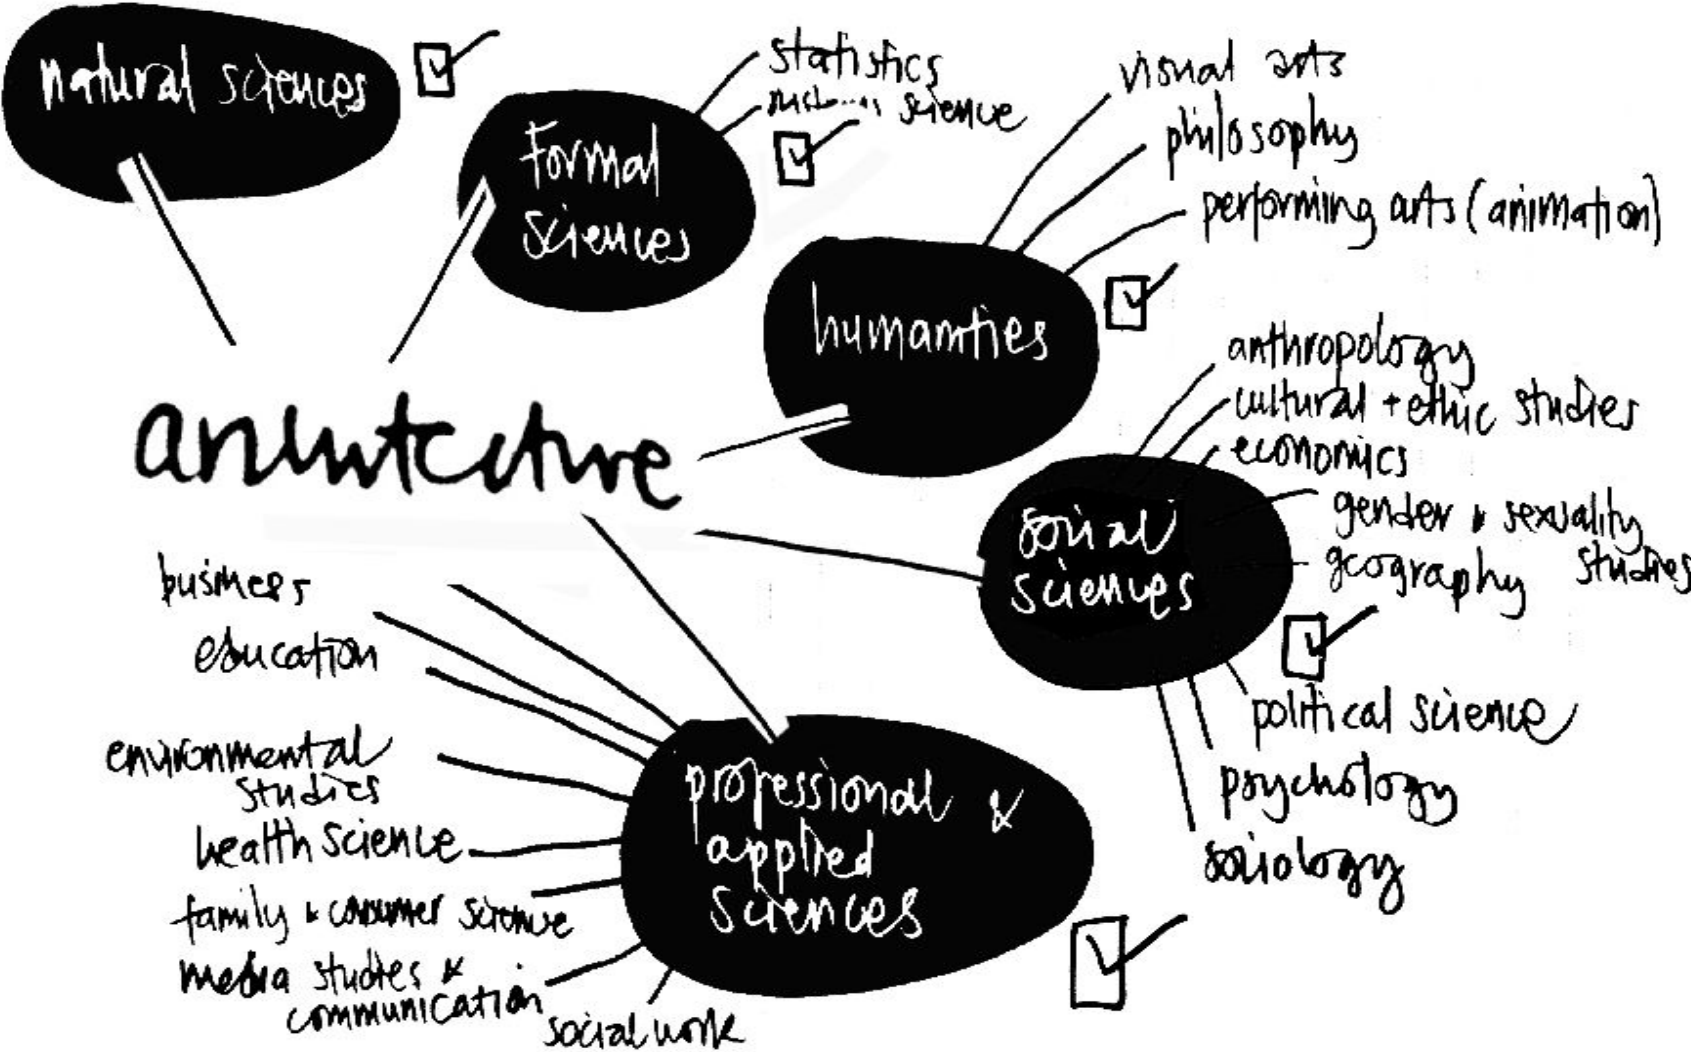 natural sciences
Formal
sciences
statistics
science
humanities
visual arts
philosophy
performing arts (animation)
architecture
social
sciences
anthropology
cultural + ethic studies
economics
gender & sexuality
studies
geography
political science
psychology
sociology
professional &
applied
sciences
business
education
environmental
studies
health science
family & consumer science
media studies &
communication
social work